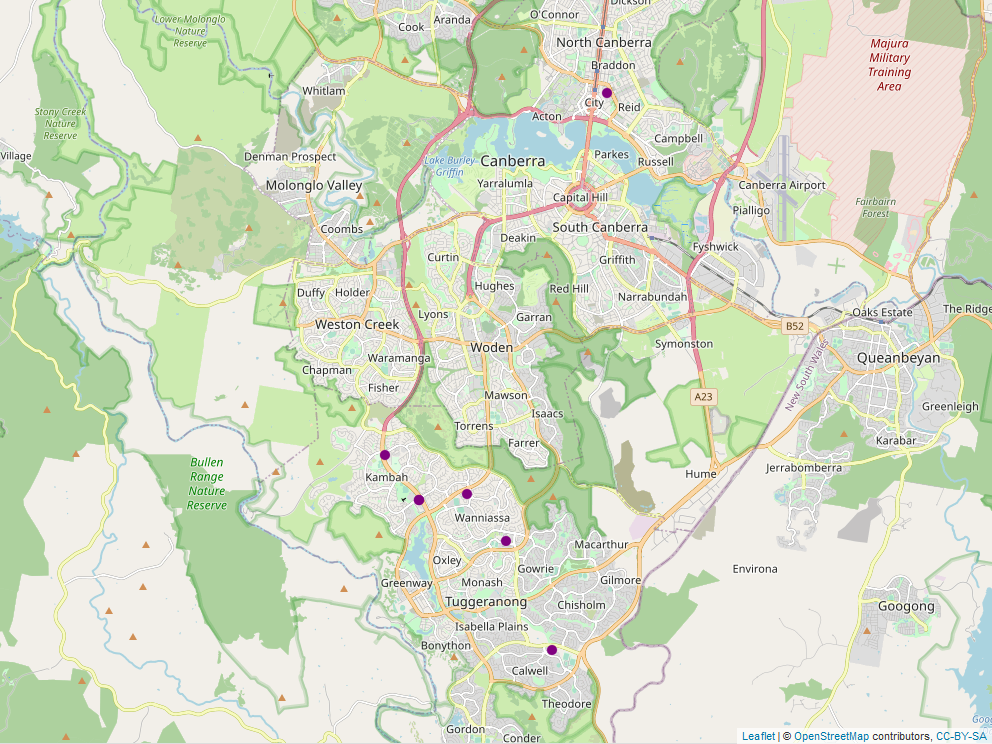 Dickson
O'Connor
Aranda
Cook
Lower Molonglo
Nature
Reserve
North Canberra
Majura
Military
Training
Area
Braddon
Whitlam
City
Reid
Stony Creek
Nature
Reserve
Acton
Campbell
Village
Denman Prospect
Lake Burley
Griffin
Canberra
Parkes
Russell
Molonglo Valley
Yarralumla
Canberra Airport
Capital Hill
Fairbairn
Forest
Pialligo
Coombs
South Canberra
Deakin
Fyshwick
Curtin
Griffith
Hughes
Red Hill
Duffy
Holder
Narrabundah
Lyons
Garran
Oaks Estate
The Ridge
Weston Creek
B52
Woden
Symonston
New South Wales
Queanbeyan
Waramanga
Chapman
Fisher
Mawson
A23
Isaacs
Greenleigh
Torrens
Farrer
Karabar
Bullen
Range
Nature
Reserve
Kambah
Hume
Jerrabomberra
Wanniassa
Macarthur
Oxley
Gowrie
Environa
Greenway
Monash
Gilmore
Tuggeranong
Chisholm
Googong
Isabella Plains
Bonython
Calwell
Theodore
Gordon
Conder
Leaflet | © OpenStreetMap contributors, CC-BY-SA